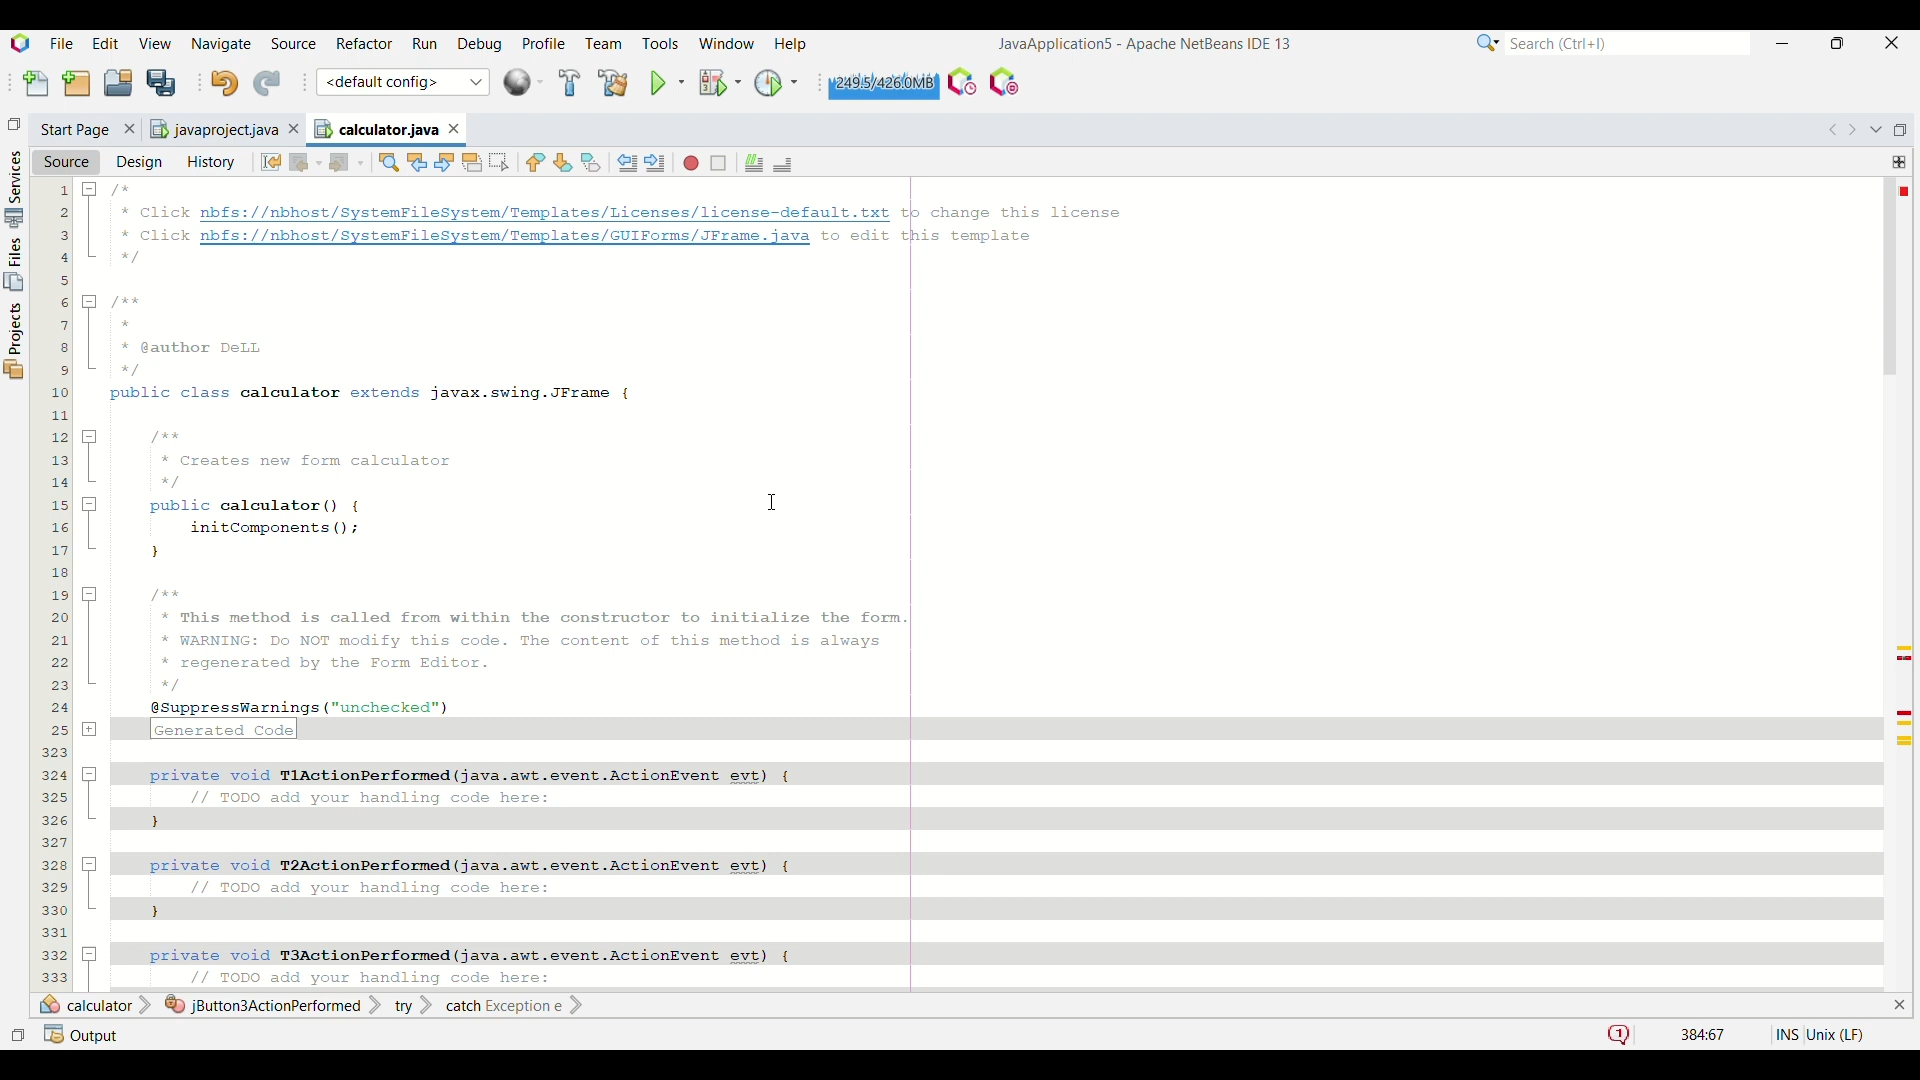 File Edit View Navigate Source Refactor Run Debug Profile Team Tools Window Help JavaApplication5 - Apache NetBeans IDE 13 Search (Ctrl+I)
<default config> 249.5/426.0MB
Start Page javaproject.java calculator.java
Source Design History
Services
Files
Projects
1 /*
2 * Click nbfs://nbhost/SystemFileSystem/Templates/Licenses/license-default.txt to change this license
3 * Click nbfs://nbhost/SystemFileSystem/Templates/GUIForms/JFrame.java to edit this template
4 */
5
6 /**
7 *
8 * @author DeLL
9 */
10 public class calculator extends javax.swing.JFrame {
11
12 /**
13 * Creates new form calculator
14 */
15 public calculator() {
16 initComponents();
17 }
18
19 /**
20 * This method is called from within the constructor to initialize the form.
21 * WARNING: Do NOT modify this code. The content of this method is always
22 * regenerated by the Form Editor.
23 */
24 @SuppressWarnings("unchecked")
25 Generated Code
323
324 private void T1ActionPerformed(java.awt.event.ActionEvent evt) {
325 // TODO add your handling code here:
326 }
327
328 private void T2ActionPerformed(java.awt.event.ActionEvent evt) {
329 // TODO add your handling code here:
330 }
331
332 private void T3ActionPerformed(java.awt.event.ActionEvent evt) {
333 // TODO add your handling code here:
calculator jButton3ActionPerformed try catch Exception e
Output 1 384:67 INS Unix (LF)